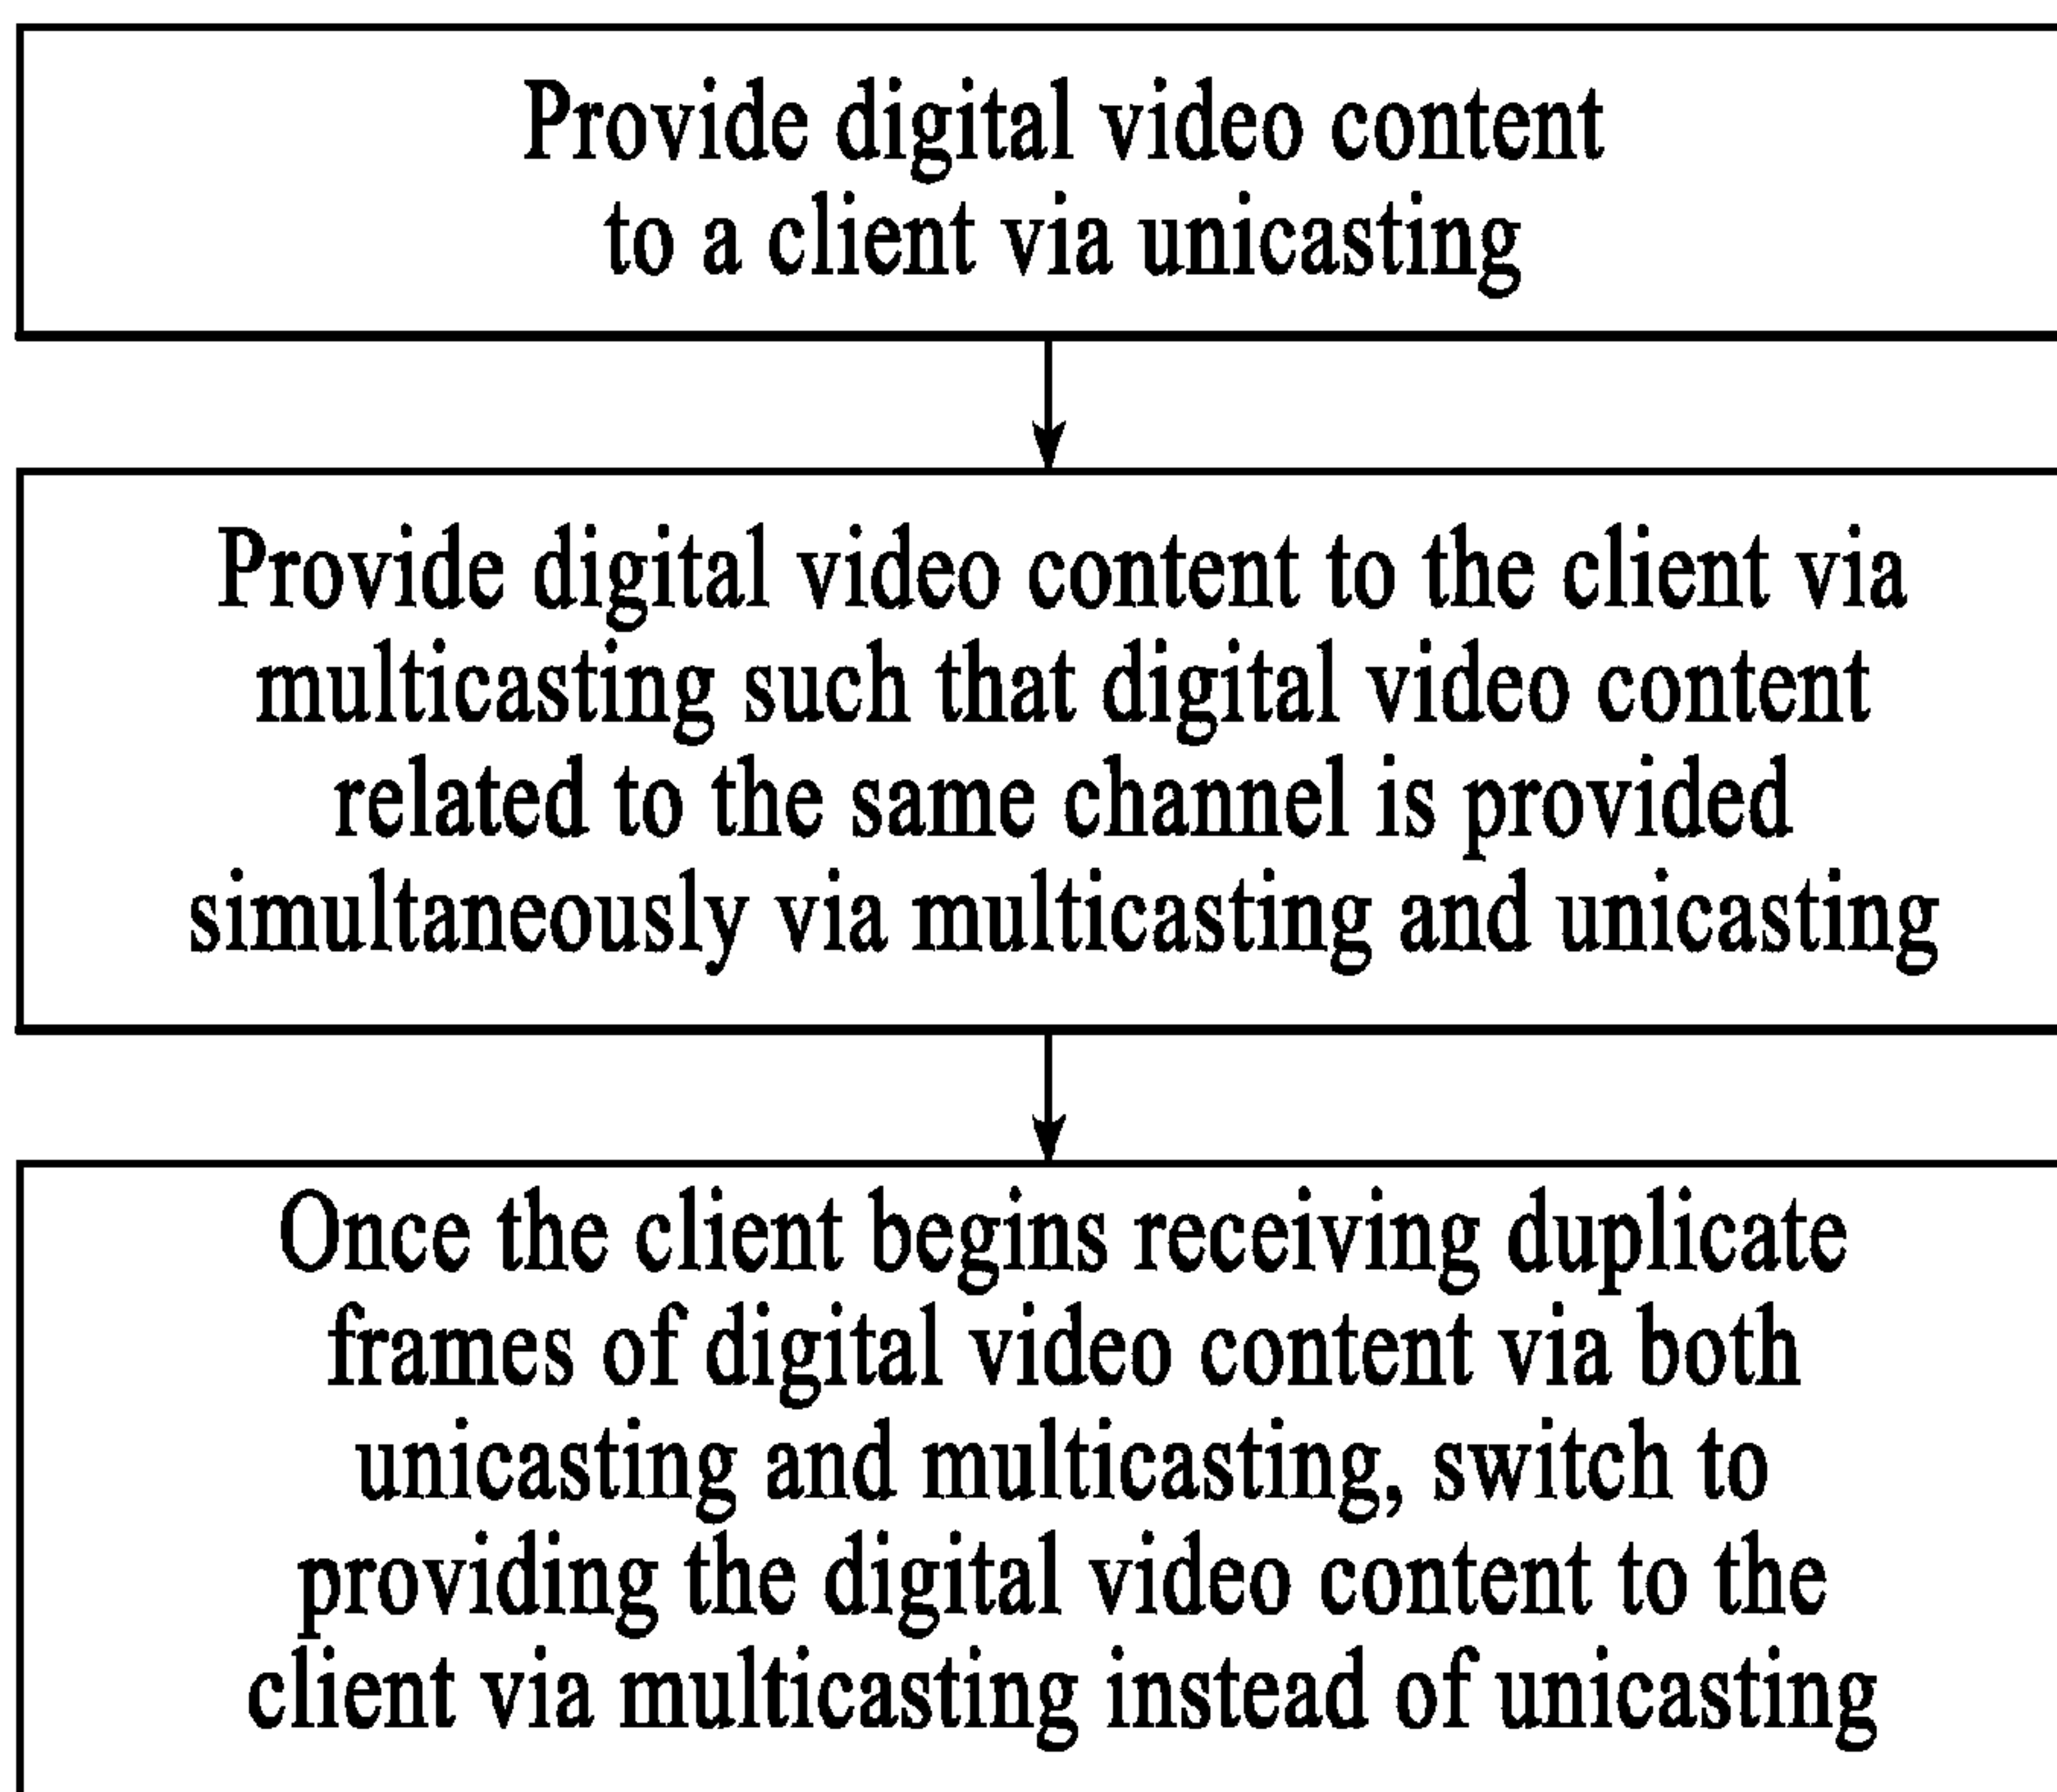 Provide digital video content
to a client via unicasting
Provide digital video content to the client via
multicasting such that digital video content
related to the same channel is provided
simultaneously via multicasting and unicasting
Once the client begins receiving duplicate
frames of digital video content via both
unicasting and multicasting, switch to
providing the digital video content to the
client via multicasting instead of unicasting